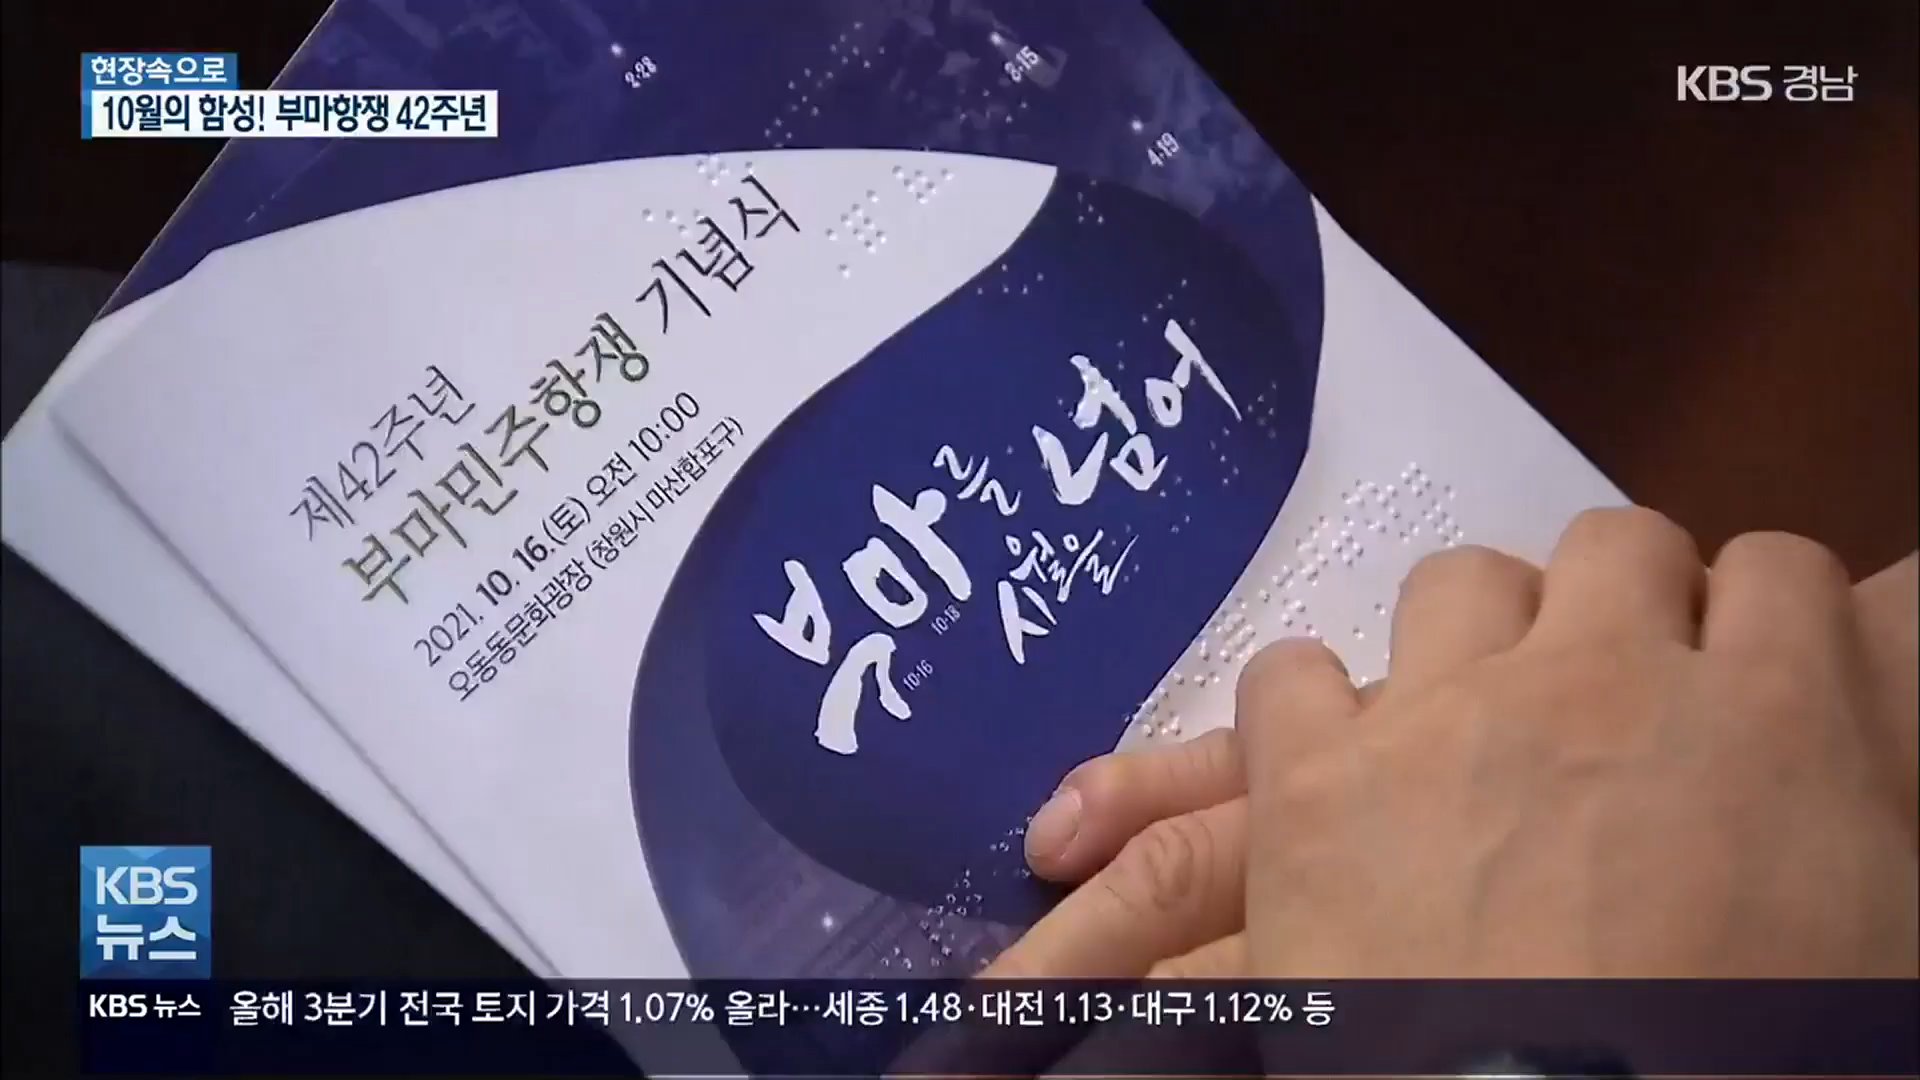 현장속으로
10월의 함성! 부마항쟁 42주년
KBS 경남
2·28
3·15
4·19
제42주년
부마민주항쟁 기념식
2021. 10. 16.(토) 오전 10:00
오동동문화광장 (창원시 마산합포구)
부마를 넘어
시월을
10·16
10·18
KBS
뉴스
KBS 뉴스
올해 3분기 전국 토지 가격 1.07% 올라…세종 1.48·대전 1.13·대구 1.12% 등